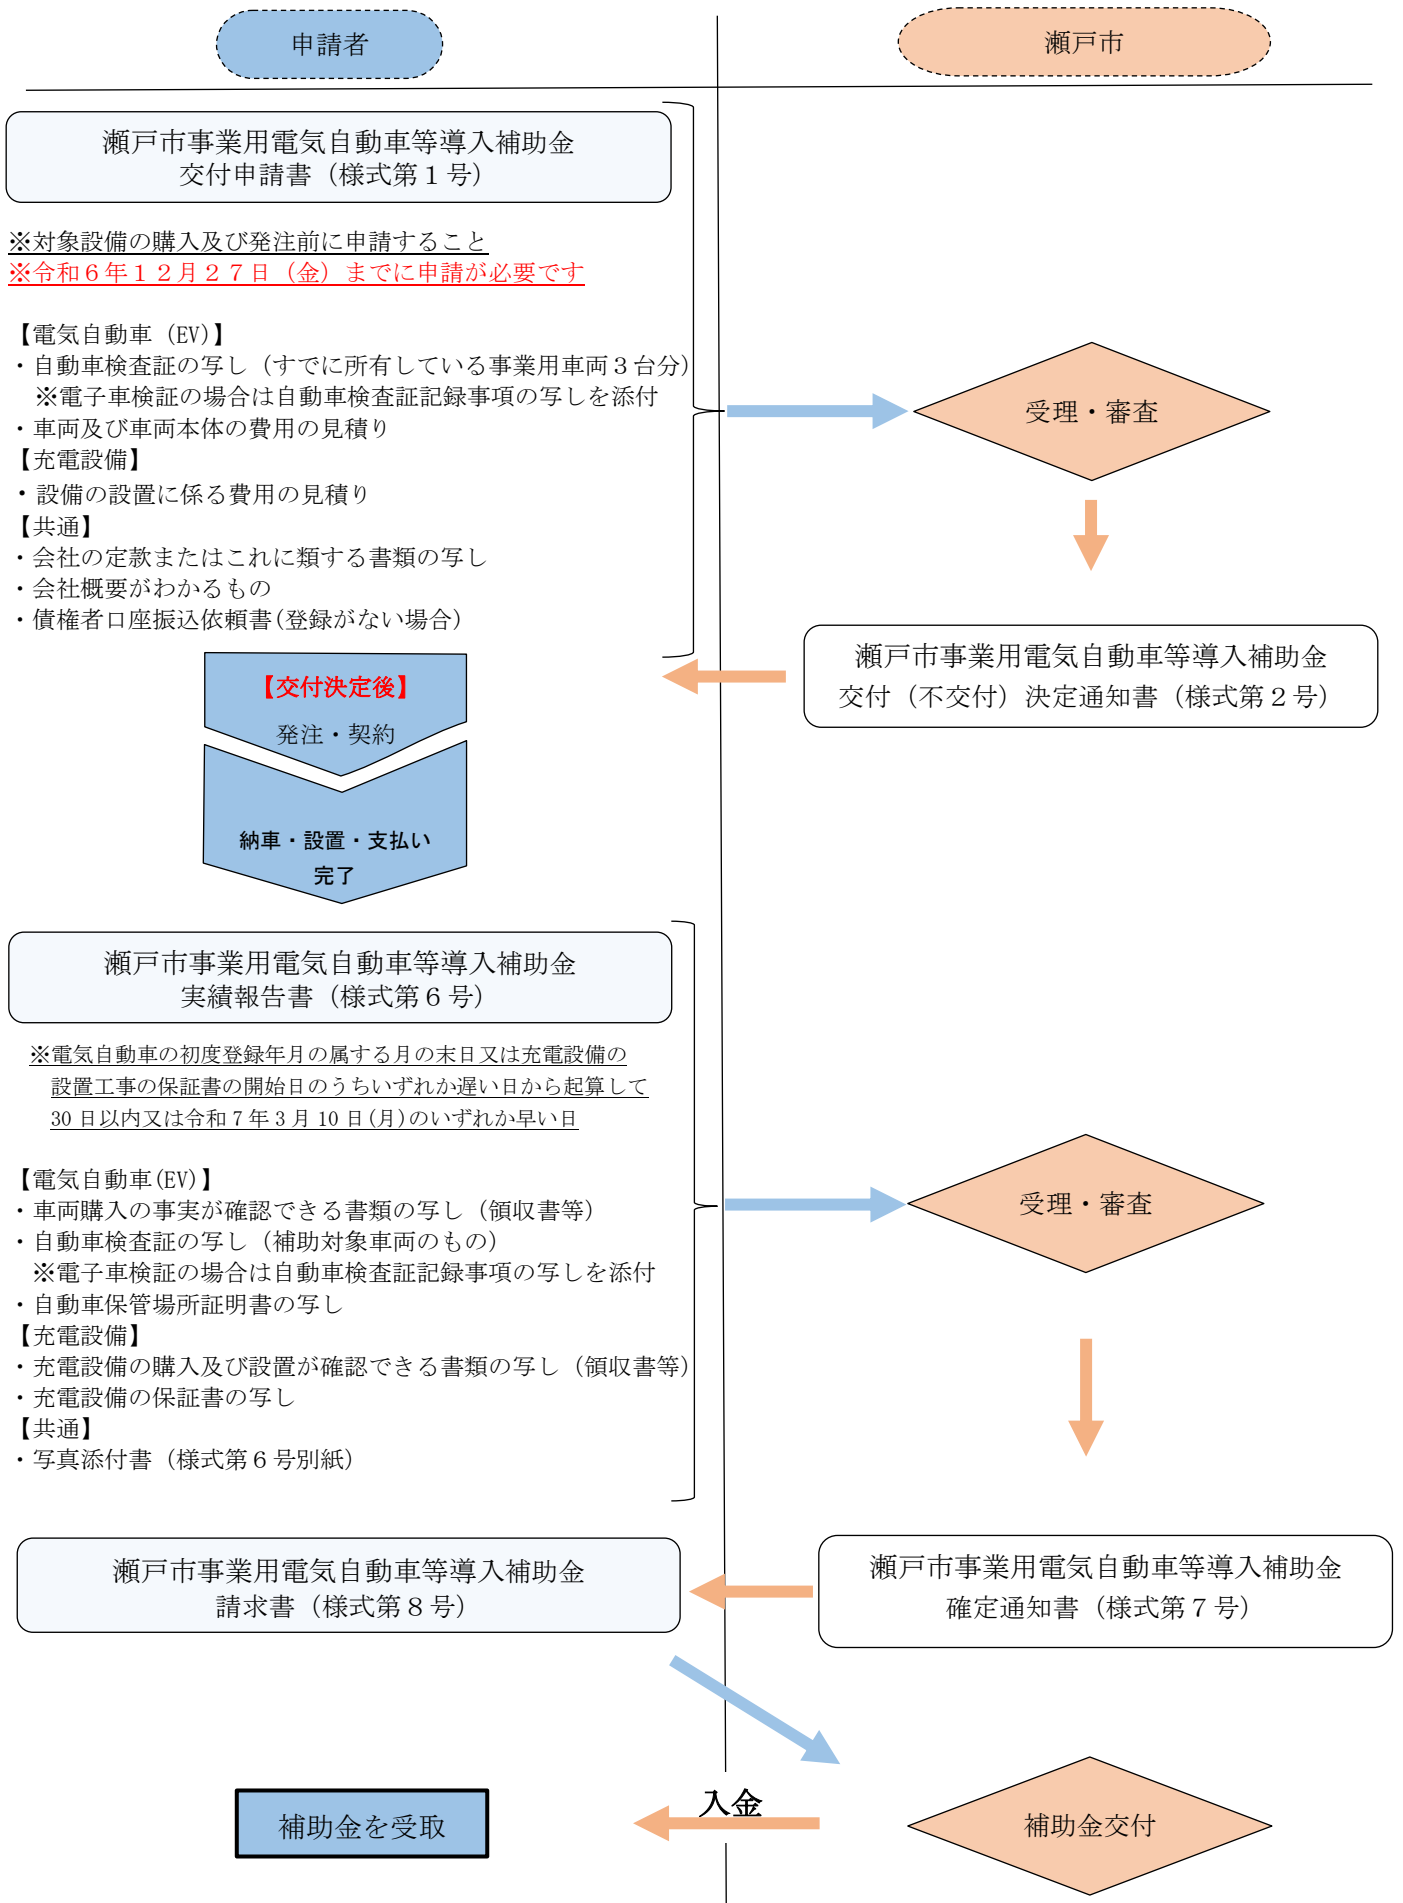 申請者
瀬戸市
瀬戸市事業用電気自動車等導入補助金
交付申請書（様式第１号）
※対象設備の購入及び発注前に申請すること
※令和６年１２月２７日（金）までに申請が必要です
【電気自動車（EV）】
・自動車検査証の写し（すでに所有している事業用車両３台分）
※電子車検証の場合は自動車検査証記録事項の写しを添付
・車両及び車両本体の費用の見積り
【充電設備】
・設備の設置に係る費用の見積り
【共通】
・会社の定款またはこれに類する書類の写し
・会社概要がわかるもの
・債権者口座振込依頼書(登録がない場合)
受理・審査
瀬戸市事業用電気自動車等導入補助金
交付（不交付）決定通知書（様式第２号）
【交付決定後】
発注・契約
納車・設置・支払い
完了
瀬戸市事業用電気自動車等導入補助金
実績報告書（様式第６号）
※電気自動車の初度登録年月の属する月の末日又は充電設備の
設置工事の保証書の開始日のうちいずれか遅い日から起算して
30日以内又は令和7年3月10日(月)のいずれか早い日
【電気自動車(EV)】
・車両購入の事実が確認できる書類の写し（領収書等）
・自動車検査証の写し（補助対象車両のもの）
※電子車検証の場合は自動車検査証記録事項の写しを添付
・自動車保管場所証明書の写し
【充電設備】
・充電設備の購入及び設置が確認できる書類の写し（領収書等）
・充電設備の保証書の写し
【共通】
・写真添付書（様式第６号別紙）
受理・審査
瀬戸市事業用電気自動車等導入補助金
確定通知書（様式第７号）
瀬戸市事業用電気自動車等導入補助金
請求書（様式第８号）
入金
補助金交付
補助金を受取